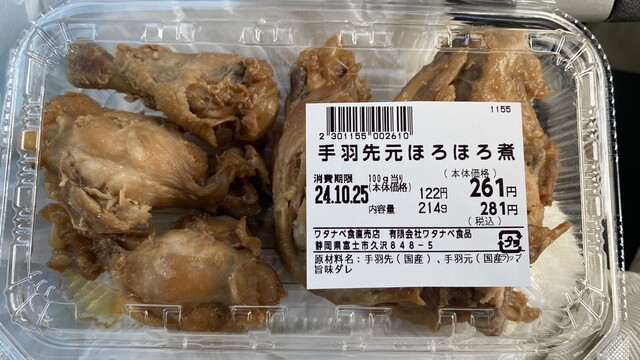 1155
2 301155 002610
手羽先元ほろほろ煮
消費期限 100g当り (本体価格)
24.10.25 (本体価格) 122円 261円
内容量 214g 281円
(税込)
ワタナベ食直売店 有限会社ワタナベ食品
静岡県富士市久沢848-5
原材料名:手羽先(国産)、手羽元(国産)
旨味ダレ
プラ
ラップ